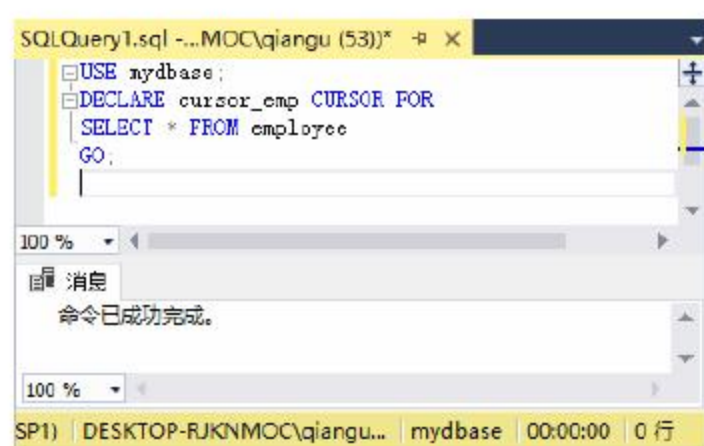 SQLQuery1.sql -...MOC\qiangu (53))*
USE mydbase;
DECLARE cursor_emp CURSOR FOR
SELECT * FROM employee
GO;
100 %
消息
命令已成功完成。
100 %
SP1) DESKTOP-RJKNMOC\qiangu... mydbase 00:00:00 0 行